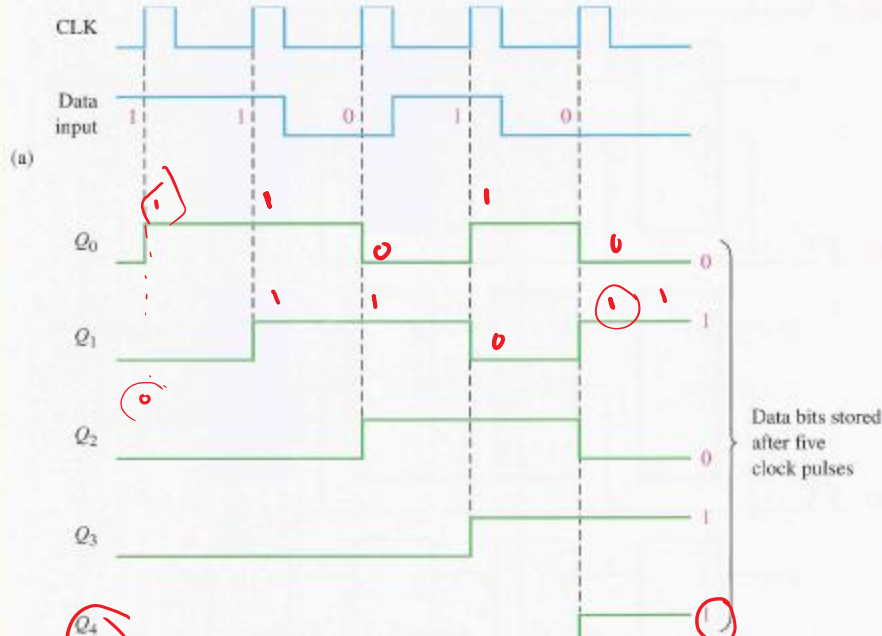 CLK
Data
input
1 1 0 1 0
(a)
1 1 1
Q0 0 0 0
1 1 1 1
Q1 0 1
0
Q2 0
Data bits stored
after five
clock pulses
Q3 1
Q4 1